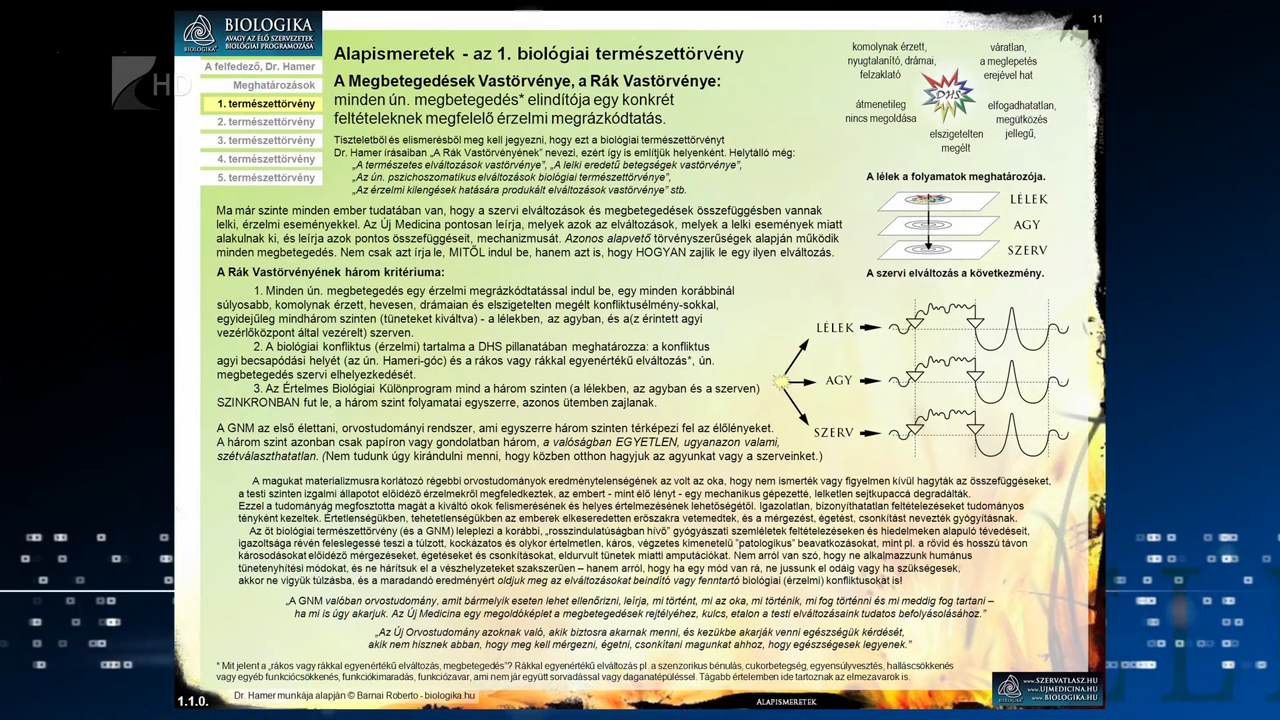 11
BIOLOGIKA
AVAGY AZ ÉLŐ SZERVEZETEK
BIOLÓGIAI PROGRAMOZÁSA
BIOLOGIKA
HD
A felfedező, Dr. Hamer
Meghatározások
1. természettörvény
2. természettörvény
3. természettörvény
4. természettörvény
5. természettörvény
Alapismeretek - az 1. biológiai természettörvény
A Megbetegedések Vastörvénye, a Rák Vastörvénye:
minden ún. megbetegedés* elindítója egy konkrét
feltételeknek megfelelő érzelmi megrázkódtatás.
Tiszteletből és elismerésből meg kell jegyezni, hogy ezt a biológiai természettörvényt
Dr. Hamer írásaiban „A Rák Vastörvényének” nevezi, ezért így is említjük helyenként. Helytálló még:
„A természetes elváltozások vastörvénye”, „A lelki eredetű betegségek vastörvénye”,
„Az ún. pszichoszomatikus elváltozások biológiai természettörvénye”,
„Az érzelmi kilengések hatására produkált elváltozások vastörvénye” stb.
komolynak érzett,
nyugtalanító, drámai,
felzaklató
váratlan,
a meglepetés
erejével hat
DHS
átmenetileg
nincs megoldása
elfogadhatatlan,
megütközés
jellegű,
elszigetelten
megélt
A lélek a folyamatok meghatározója.
LÉLEK
AGY
SZERV
A szervi elváltozás a következmény.
Ma már szinte minden ember tudatában van, hogy a szervi elváltozások és megbetegedések összefüggésben vannak
lelki, érzelmi eseményekkel. Az Új Medicina pontosan leírja, melyek azok az elváltozások, melyek a lelki események miatt
alakulnak ki, és leírja azok pontos összefüggéseit, mechanizmusát. Azonos alapvető törvényszerűségek alapján működik
minden megbetegedés. Nem csak azt írja le, MITŐL indul be, hanem azt is, hogy HOGYAN zajlik le egy ilyen elváltozás.
A Rák Vastörvényének három kritériuma:
1. Minden ún. megbetegedés egy érzelmi megrázkódtatással indul be, egy minden korábbinál
súlyosabb, komolynak érzett, hevesen, drámaian és elszigetelten megélt konfliktusélmény-sokkal,
egyidejűleg mindhárom szinten (tüneteket kiváltva) - a lélekben, az agyban, és a(z érintett agyi
vezérlőközpont által vezérelt) szerven.
2. A biológiai konfliktus (érzelmi) tartalma a DHS pillanatában meghatározza: a konfliktus
agyi becsapódási helyét (az ún. Hameri-góc) és a rákos vagy rákkal egyenértékű elváltozás*, ún.
megbetegedés szervi elhelyezkedését.
3. Az Értelmes Biológiai Különprogram mind a három szinten (a lélekben, az agyban és a szerven)
SZINKRONBAN fut le, a három szint folyamatai egyszerre, azonos ütemben zajlanak.
LÉLEK
AGY
SZERV
A GNM az első élettani, orvostudományi rendszer, ami egyszerre három szinten térképezi fel az élőlényeket.
A három szint azonban csak papíron vagy gondolatban három, a valóságban EGYETLEN, ugyanazon valami,
szétválaszthatatlan. (Nem tudunk úgy kirándulni menni, hogy közben otthon hagyjuk az agyunkat vagy a szerveinket.)
A magukat materializmusra korlátozó régebbi orvostudományok eredménytelenségének az volt az oka, hogy nem ismerték vagy figyelmen kívül hagyták az összefüggéseket,
a testi szinten izgalmi állapotot előidéző érzelmekről megfeledkeztek, az embert - mint élő lényt - egy mechanikus gépezetté, lelketlen sejtkupaccá degradálták.
Ezzel a tudományág megfosztotta magát a kiváltó okok felismerésének és helyes értelmezésének lehetőségétől. Igazolatlan, bizonyíthatatlan feltételezéseket tudományos
tényként kezeltek. Értetlenségükben, tehetetlenségükben az emberek elkeseredetten erőszakra vetemedtek, és a mérgezést, égetést, csonkítást nevezték gyógyításnak.
Az öt biológiai természettörvény (és a GNM) leleplezi a korábbi, „rosszindulatúságban hívő” gyógyászati szemléletek feltételezéseken és hiedelmeken alapuló tévedéseit,
igazoltsága révén feleslegessé teszi a túlzott, kockázatos és olykor értelmetlen, káros, végzetes kimenetelű ”patologikus” beavatkozásokat, mint pl. a rövid és hosszú távon
károsodásokat előidéző mérgezéseket, égetéseket és csonkításokat, eldurvult tünetek miatti amputációkat. Nem arról van szó, hogy ne alkalmazzunk humánus
tünetenyhítési módokat, és ne hárítsuk el a vészhelyzeteket szakszerűen – hanem arról, hogy ha egy mód van rá, ne jussunk el odáig vagy ha szükségesek,
akkor ne vigyük túlzásba, és a maradandó eredményért oldjuk meg az elváltozásokat beindító vagy fenntartó biológiai (érzelmi) konfliktusokat is!
„A GNM valóban orvostudomány, amit bármelyik eseten lehet ellenőrizni, leírja, mi történt, mi az oka, mi történik, mi fog történni és mi meddig fog tartani –
ha mi is úgy akarjuk. Az Új Medicina egy megoldóképlet a megbetegedések rejtélyéhez, kulcs, etalon a testi elváltozásaink tudatos befolyásolásához.”
„Az Új Orvostudomány azoknak való, akik biztosra akarnak menni, és kezükbe akarják venni egészségük kérdését,
akik nem hisznek abban, hogy meg kell mérgezni, égetni, csonkítani magunkat ahhoz, hogy egészségesek legyenek.”
* Mit jelent a „rákos vagy rákkal egyenértékű elváltozás, megbetegedés”? Rákkal egyenértékű elváltozás pl. a szenzorikus bénulás, cukorbetegség, egyensúlyvesztés, halláscsökkenés
vagy egyéb funkciócsökkenés, funkciókimaradás, funkciózavar, ami nem jár együtt sorvadással vagy daganatépüléssel. Tágabb értelemben ide tartoznak az elmezavarok is.
1.1.0.
Dr. Hamer munkája alapján © Barnai Roberto - biologika.hu
ALAPISMERETEK
BIOLOGIKA
www.SZERVATLASZ.HU
www.UJMEDICINA.HU
www.BIOLOGIKA.HU